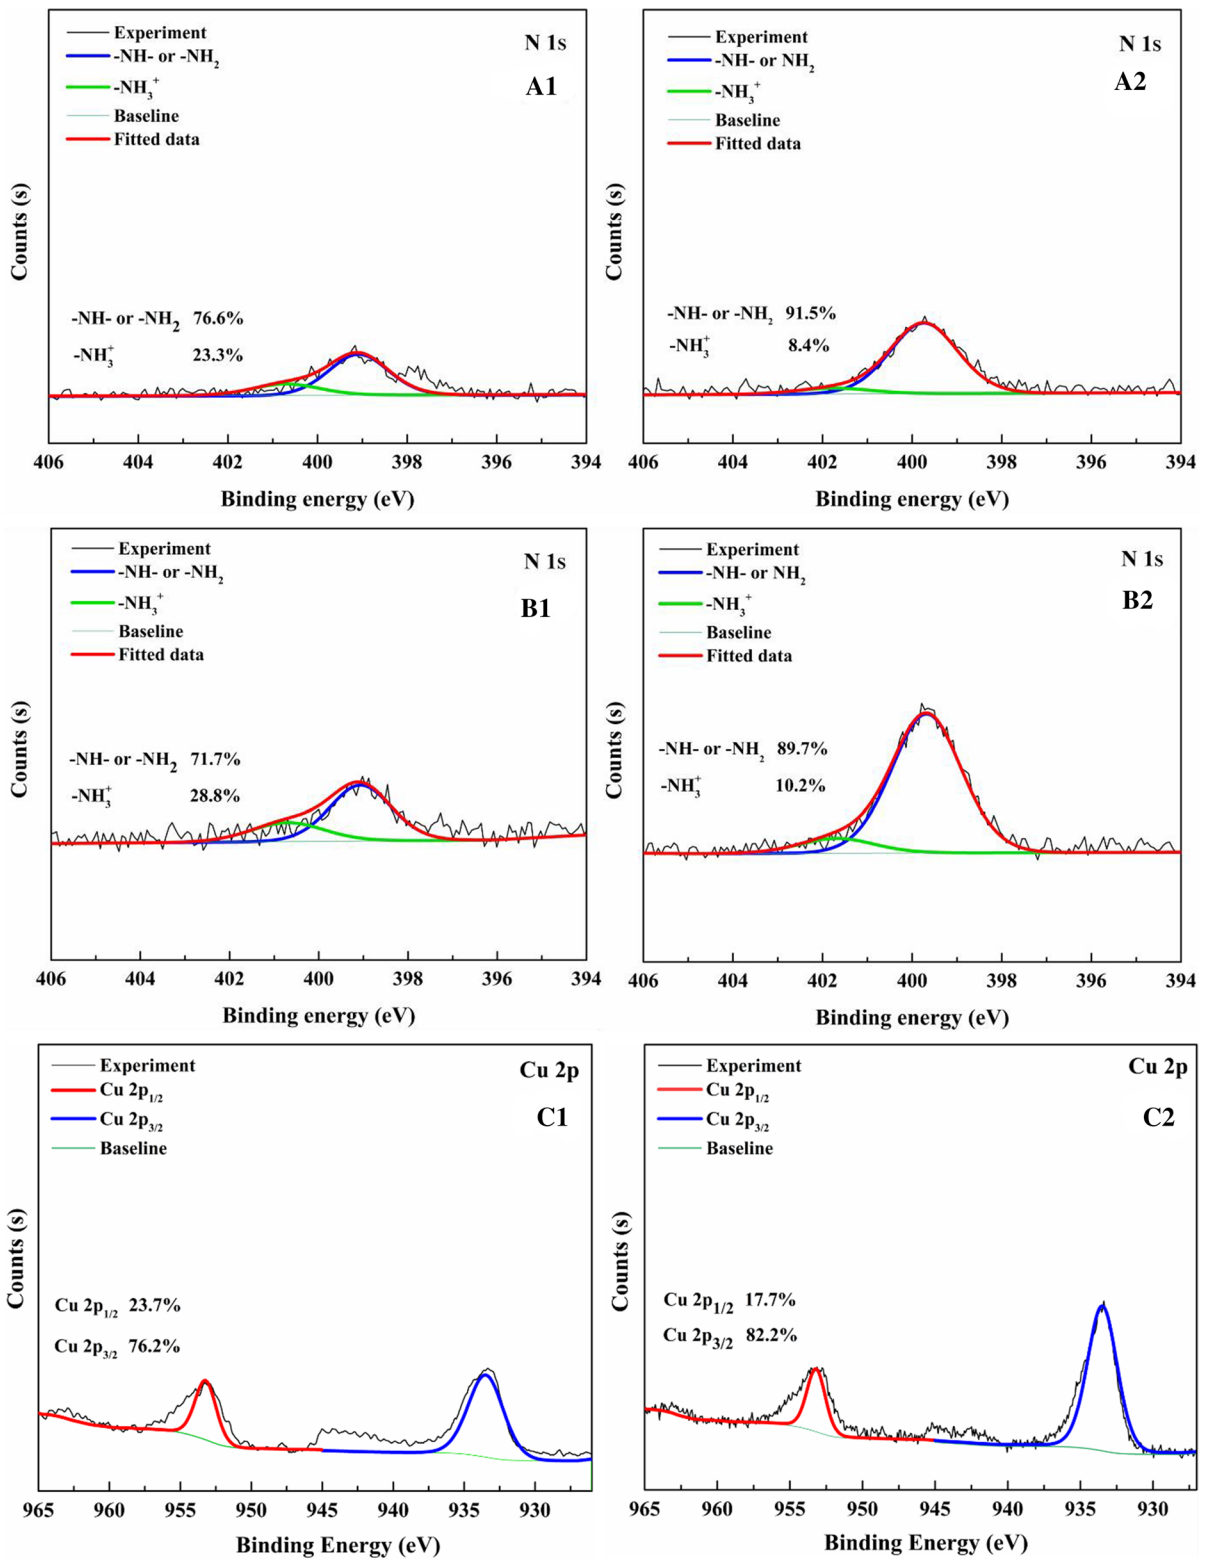 Experiment
-NH- or -NH₂
-NH₃⁺
Baseline
Fitted data
N 1s
A1
Counts (s)
-NH- or -NH₂ 76.6%
-NH₃⁺ 23.3%
406 404 402 400 398 396 394
Binding energy (eV)
Experiment
-NH- or NH₂
-NH₃⁺
Baseline
Fitted data
N 1s
A2
Counts (s)
-NH- or -NH₂ 91.5%
-NH₃⁺ 8.4%
406 404 402 400 398 396 394
Binding energy (eV)
Experiment
-NH- or -NH₂
-NH₃⁺
Baseline
Fitted data
N 1s
B1
Counts (s)
-NH- or -NH₂ 71.7%
-NH₃⁺ 28.8%
406 404 402 400 398 396 394
Binding energy (eV)
Experiment
-NH- or NH₂
-NH₃⁺
Baseline
Fitted data
N 1s
B2
Counts (s)
-NH- or -NH₂ 89.7%
-NH₃⁺ 10.2%
406 404 402 400 398 396 394
Binding energy (eV)
Experiment
Cu 2p₁/₂
Cu 2p₃/₂
Baseline
Cu 2p
C1
Counts (s)
Cu 2p₁/₂ 23.7%
Cu 2p₃/₂ 76.2%
965 960 955 950 945 940 935 930
Binding Energy (eV)
Experiment
Cu 2p₁/₂
Cu 2p₃/₂
Baseline
Cu 2p
C2
Counts (s)
Cu 2p₁/₂ 17.7%
Cu 2p₃/₂ 82.2%
965 960 955 950 945 940 935 930
Binding Energy (eV)